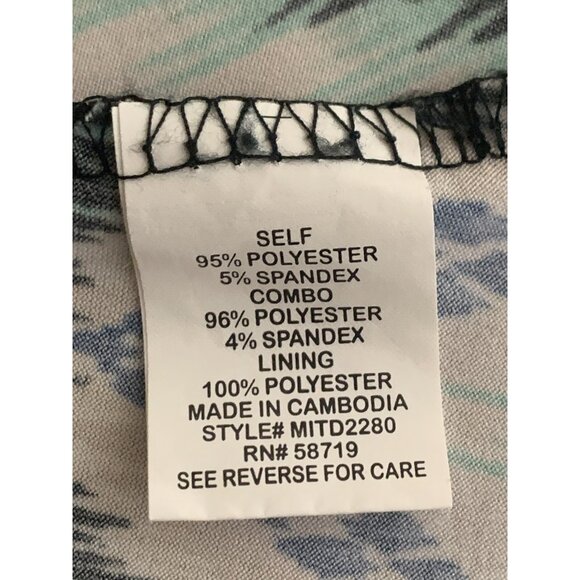 SELF
95% POLYESTER
5% SPANDEX
COMBO
96% POLYESTER
4% SPANDEX
LINING
100% POLYESTER
MADE IN CAMBODIA
STYLE# MITD2280
RN# 58719
SEE REVERSE FOR CARE